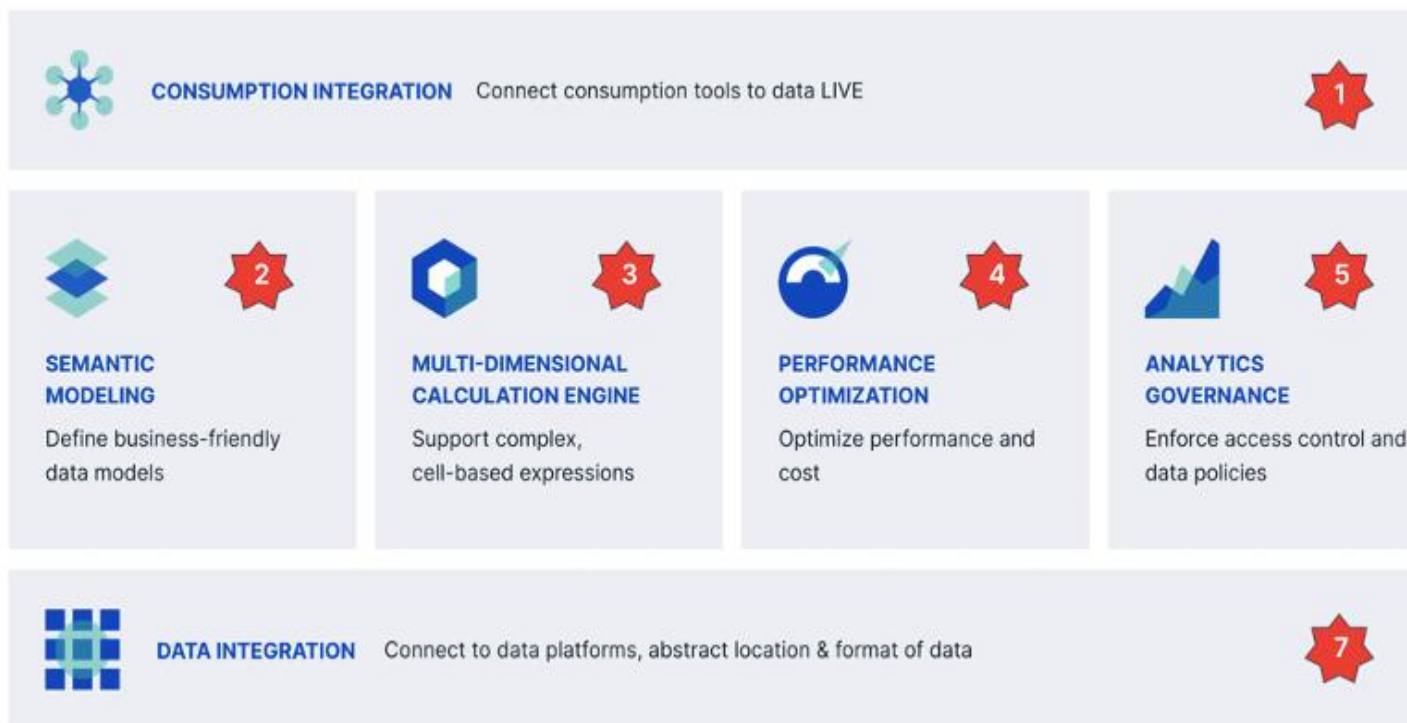 CONSUMPTION INTEGRATION Connect consumption tools to data LIVE 1
2 3 4 5
SEMANTIC
MODELING
Define business-friendly
data models
MULTI-DIMENSIONAL
CALCULATION ENGINE
Support complex,
cell-based expressions
PERFORMANCE
OPTIMIZATION
Optimize performance and
cost
ANALYTICS
GOVERNANCE
Enforce access control and
data policies
DATA INTEGRATION Connect to data platforms, abstract location & format of data 7